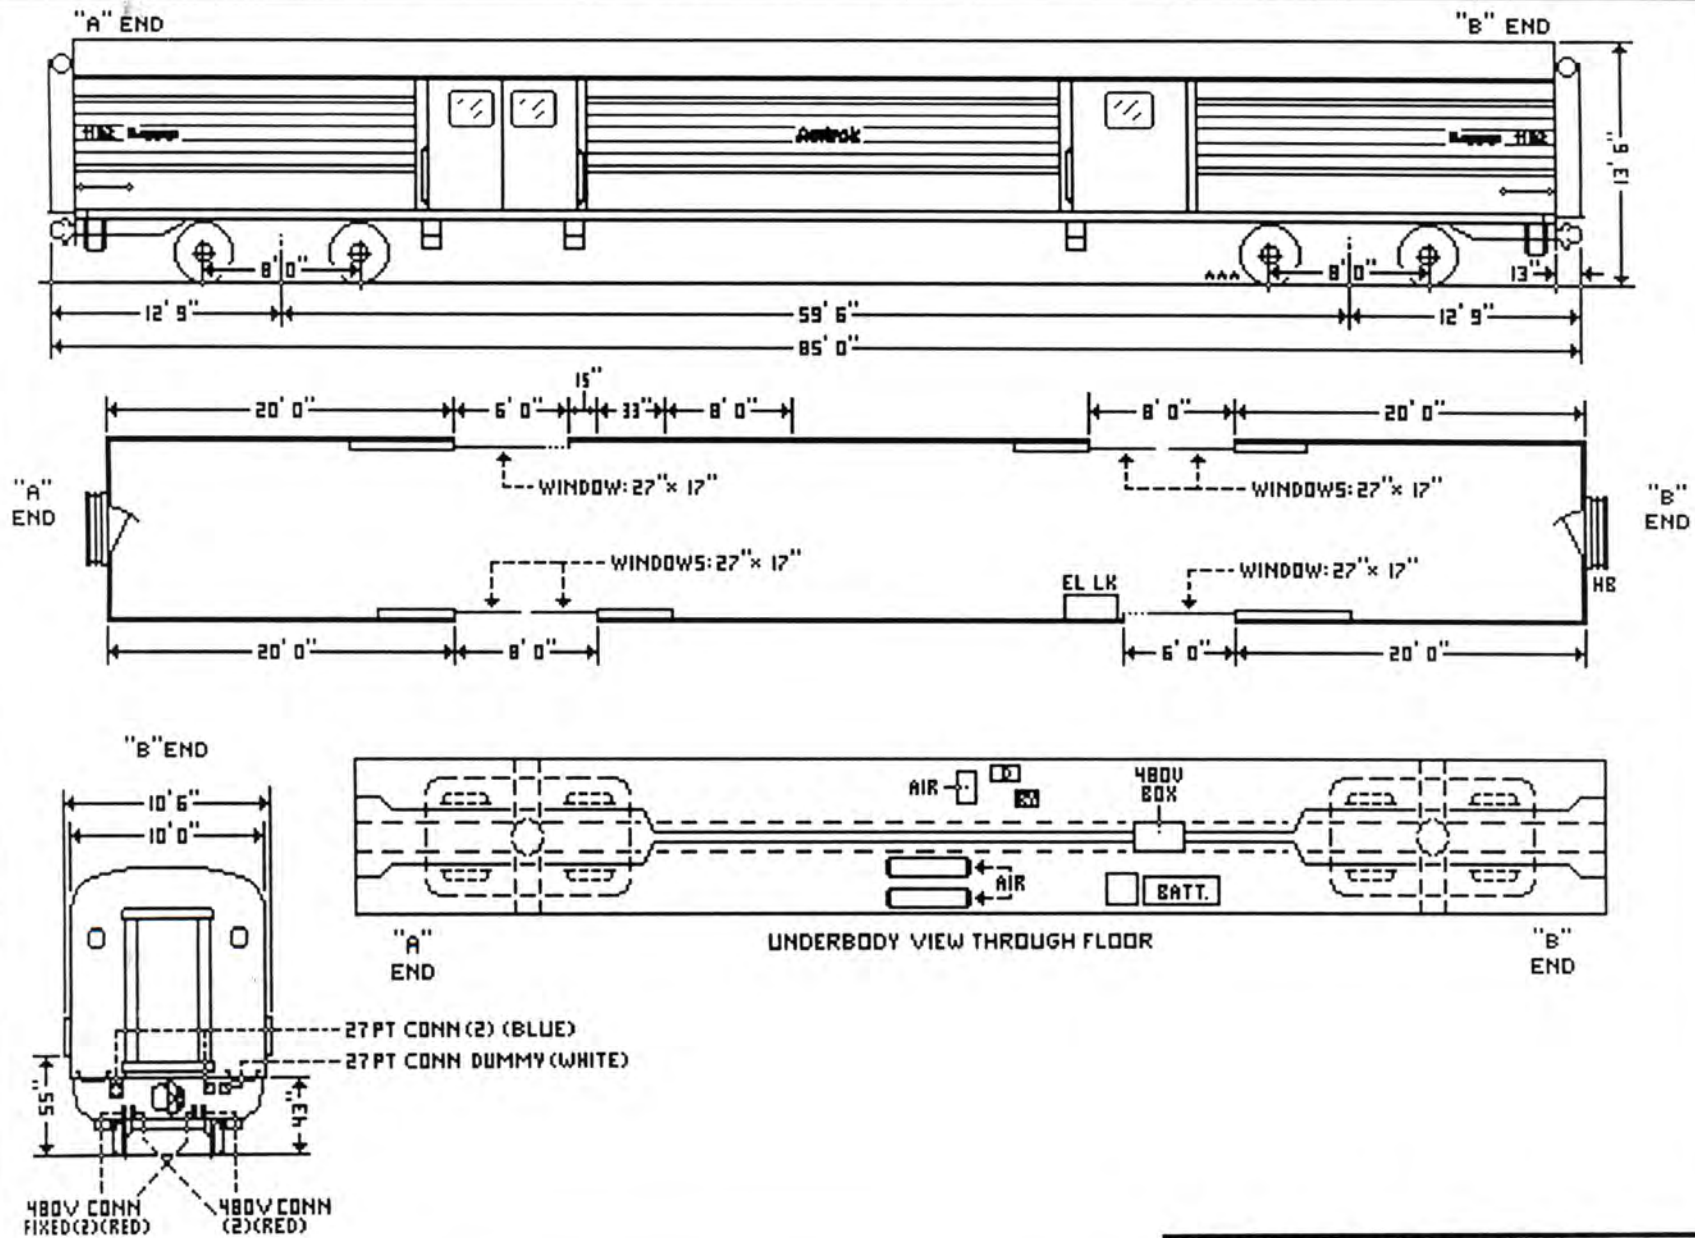 "A" END
"B" END
Amtrak
13' 6"
8' 0"
8' 0"
13"
12' 9"
59' 6"
12' 9"
85' 0"
15"
20' 0"
6' 0"
33"
8' 0"
8' 0"
20' 0"
"A"
END
WINDOW: 27" x 17"
WINDOWS: 27" x 17"
"B"
END
WINDOWS: 27" x 17"
WINDOW: 27" x 17"
EL LK
HB
20' 0"
8' 0"
6' 0"
20' 0"
"B" END
10' 6"
10' 0"
AIR
D
480V
BOX
AIR
BATT.
"A"
END
UNDERBODY VIEW THROUGH FLOOR
"B"
END
27 PT CONN (2) (BLUE)
27 PT CONN DUMMY (WHITE)
55"
43"
480V CONN
FIXED (2) (RED)
480V CONN
(2) (RED)